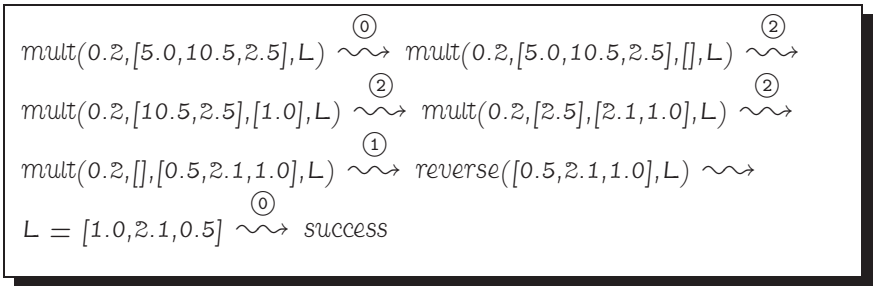 ⓪ ②
mult(0.2,[5.0,10.5,2.5],L) ⇝ mult(0.2,[5.0,10.5,2.5],[],L) ⇝
② ②
mult(0.2,[10.5,2.5],[1.0],L) ⇝ mult(0.2,[2.5],[2.1,1.0],L) ⇝
①
mult(0.2,[],[0.5,2.1,1.0],L) ⇝ reverse([0.5,2.1,1.0],L) ⇝
⓪
L = [1.0,2.1,0.5] ⇝ success